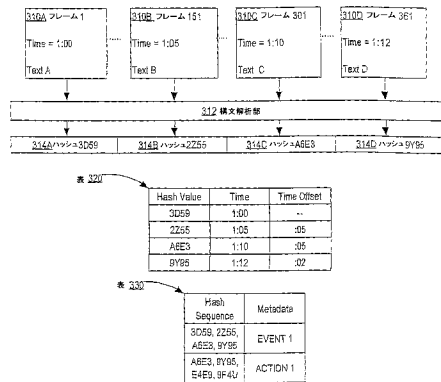 310A フレーム 1
Time = 1:00
Text A
310B フレーム 151
Time = 1:05
Text B
310C フレーム 301
Time = 1:10
Text C
310D フレーム 361
Time = 1:12
Text D
312 構文解析部
314A ハッシュ 3D59
314B ハッシュ 2Z55
314C ハッシュ A6E3
314D ハッシュ 9Y95
表 320
Hash Value Time Time Offset
3D59 1:00 --
2Z55 1:05 :05
A6E3 1:10 :05
9Y95 1:12 :02
表 330
Hash Sequence Metadata
3D59, 2Z55, A6E3, 9Y95 EVENT 1
A6E3, 9Y95, E4E9, 9F4U ACTION 1